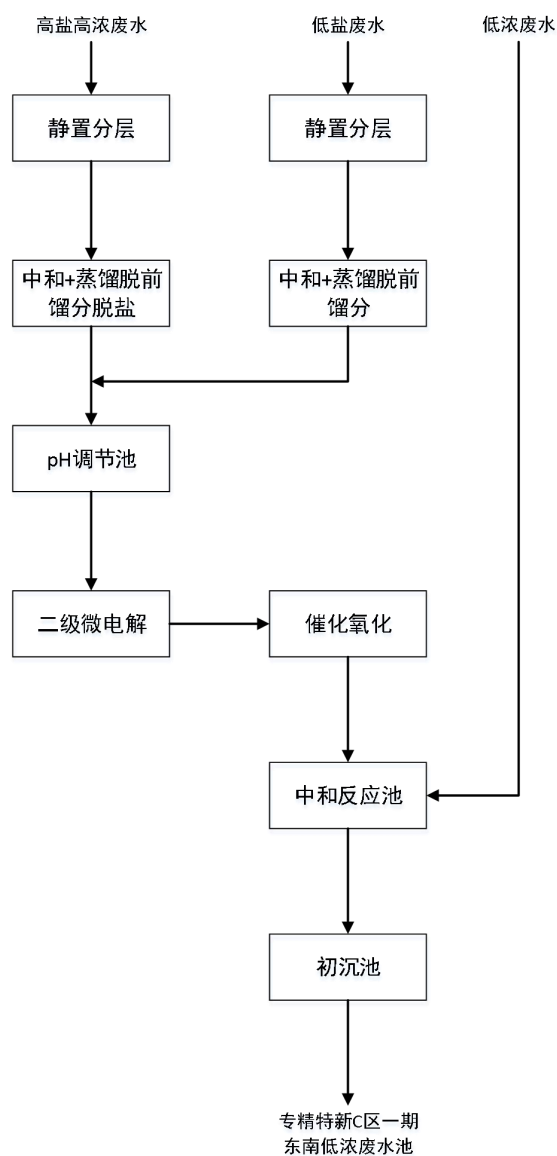 高盐高浓废水
低盐废水
低浓废水
静置分层
静置分层
中和+蒸馏脱前
馏分脱盐
中和+蒸馏脱前
馏分
pH调节池
二级微电解
催化氧化
中和反应池
初沉池
专精特新C区一期
东南低浓废水池